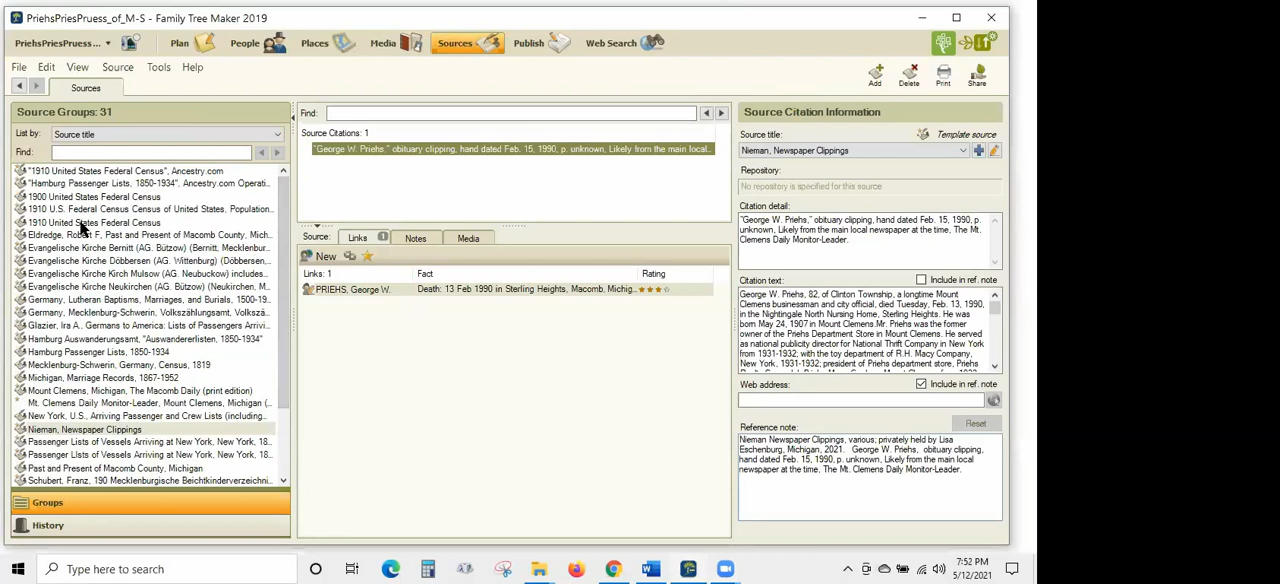 PriehsPriesPruess_of_M-S - Family Tree Maker 2019
PriehsPriesPruess... Plan People Places Media Sources Publish Web Search
File Edit View Source Tools Help
Sources
Add Delete Print Share
Source Groups: 31
List by: Source title
Find:
"1910 United States Federal Census", Ancestry.com
"Hamburg Passenger Lists, 1850-1934". Ancestry.com Operati...
1900 United States Federal Census
1910 U.S. Federal Census Census of United States, Population...
1910 United States Federal Census
Eldredge, Robert F, Past and Present of Macomb County, Mich...
Evangelische Kirche Bernitt (AG. Bützow) (Bernitt, Mecklenbur...
Evangelische Kirche Döbbersen (AG. Wittenburg) (Döbbersen,...
Evangelische Kirche Kirch Mulsow (AG. Neubuckow) includes...
Evangelische Kirche Neukirchen (AG. Bützow) (Neukirchen, M...
Germany, Lutheran Baptisms, Marriages, and Burials, 1500-19...
Germany, Mecklenburg-Schwerin, Volkszählungsamt, Volkszä...
Glazier, Ira A., Germans to America: Lists of Passengers Arrivi...
Hamburg Auswanderungsamt, "Auswandererlisten, 1850-1934"
Hamburg Passenger Lists, 1850-1934
Mecklenburg-Schwerin, Germany, Census, 1819
Michigan, Marriage Records, 1867-1952
Mount Clemens, Michigan, The Macomb Daily (print edition)
Mt. Clemens Daily Monitor-Leader, Mount Clemens, Michigan (...
New York, U.S., Arriving Passenger and Crew Lists (including...
Nieman, Newspaper Clippings
Passenger Lists of Vessels Arriving at New York, New York, 18...
Passenger LIsts of Vessels Arriving at New York, New York, 18...
Past and Present of Macomb County, Michigan
Schubert, Franz, 190 Mecklenburgische Beichtkinderverzeichni...
Groups
History
Find:
Source Citations: 1
"George W. Priehs." obituary clipping, hand dated Feb. 15, 1990, p. unknown, Likely from the main local...
Source: Links 1 Notes Media
New
Links: 1 Fact Rating
PRIEHS, George W. Death: 13 Feb 1990 in Sterling Heights, Macomb, Michig...
Source Citation Information
Source title: Template source
Nieman, Newspaper Clippings
Repository:
No repository is specified for this source
Citation detail:
"George W. Priehs," obituary clipping, hand dated Feb. 15, 1990, p.
unknown, Likely from the main local newspaper at the time, The Mt.
Clemens Daily Monitor-Leader.
Citation text: Include in ref. note
George W. Priehs, 82, of Clinton Township, a longtime Mount
Clemens businessman and city official, died Tuesday, Feb. 13, 1990,
in the Nightingale North Nursing Home, Sterling Heights. He was
born May 24, 1907 in Mount Clemens.Mr. Priehs was the former
owner of the Priehs Department Store in Mount Clemens. He served
as national publicity director for National Thrift Company in New York
from 1931-1932; with the toy department of R.H. Macy Company,
New York, 1931-1932; president of Priehs department store, Priehs
Web address: Include in ref. note
Reference note: Reset
Nieman Newspaper Clippings, various; privately held by Lisa
Eschenburg, Michigan, 2021. George W. Priehs, obituary clipping,
hand dated Feb. 15, 1990, p. unknown, Likely from the main local
newspaper at the time, The Mt. Clemens Daily Monitor-Leader.
Type here to search
7:52 PM
5/12/2021